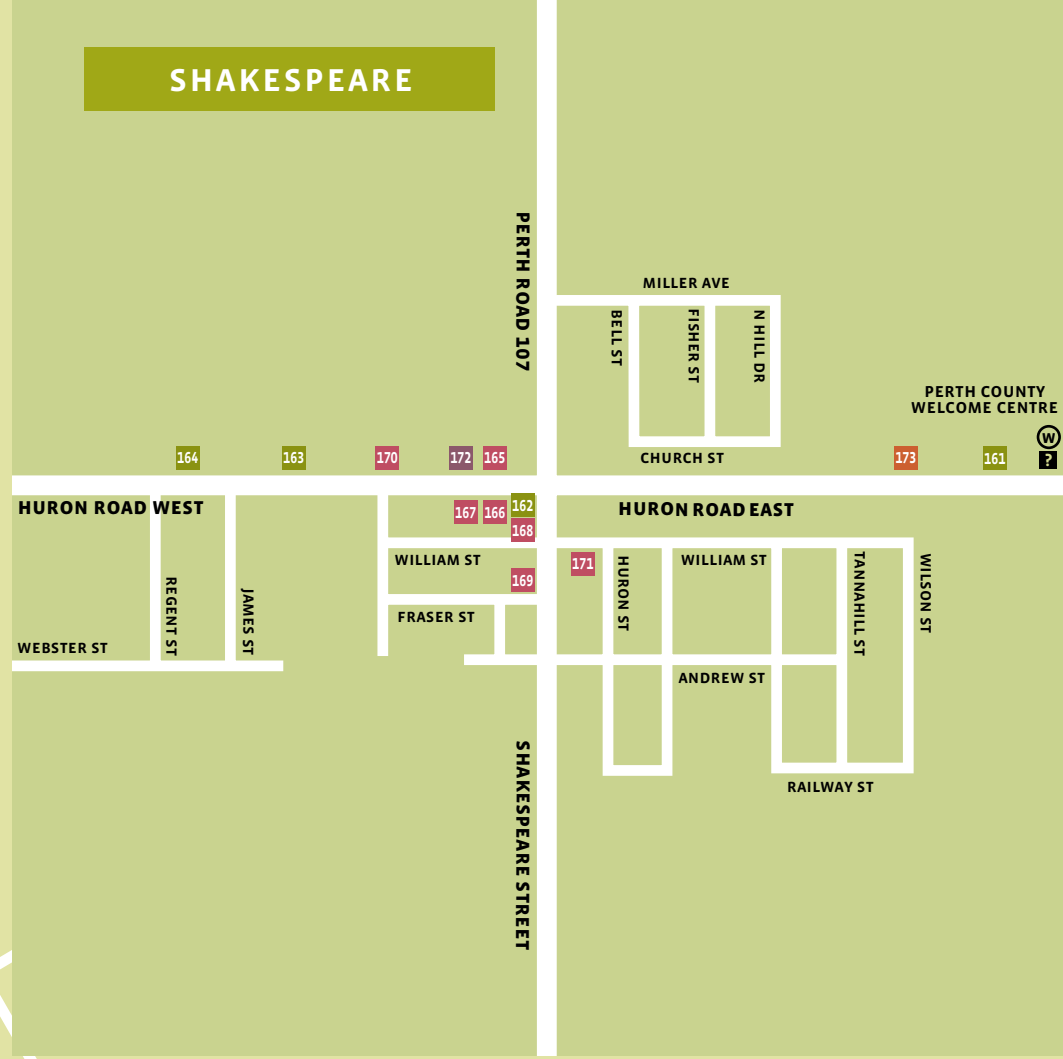 SHAKESPEARE
PERTH ROAD 107
MILLER AVE
BELL ST
FISHER ST
N HILL DR
PERTH COUNTY
WELCOME CENTRE
W
164
163
170
172
165
CHURCH ST
173
161
?
HURON ROAD WEST
167
166
162
HURON ROAD EAST
168
WILLIAM ST
171
HURON ST
WILLIAM ST
TANNAHILL ST
WILSON ST
169
REGENT ST
JAMES ST
FRASER ST
WEBSTER ST
ANDREW ST
SHAKESPEARE STREET
RAILWAY ST